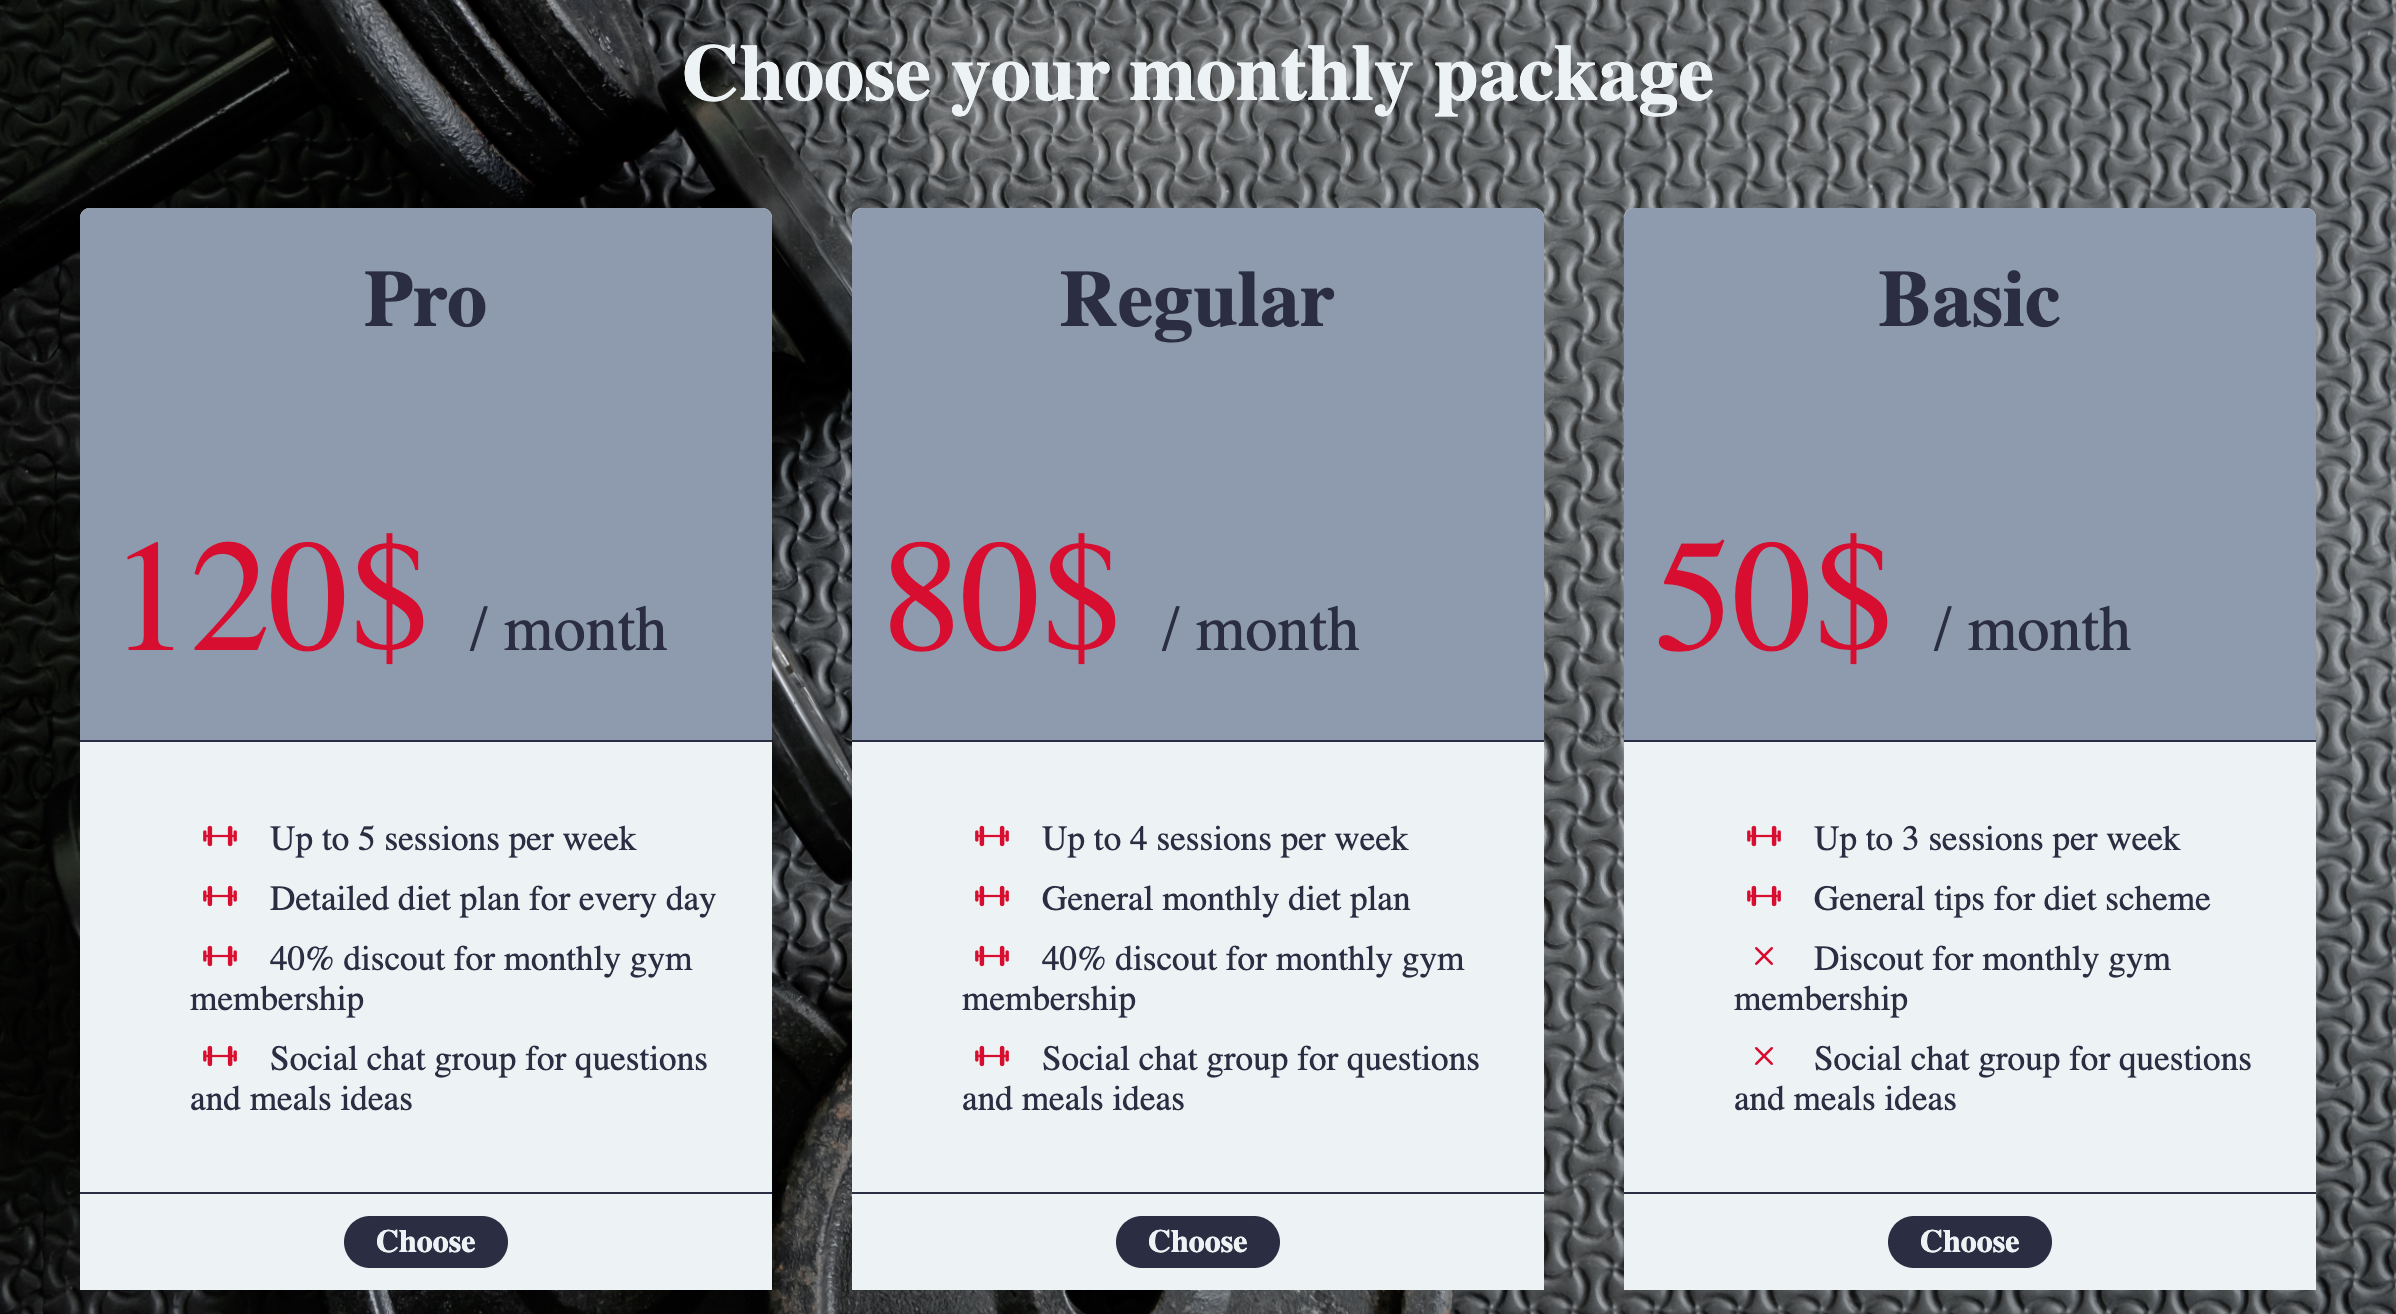 Choose your monthly package
Pro
120$ / month
Up to 5 sessions per week
Detailed diet plan for every day
40% discout for monthly gym
membership
Social chat group for questions
and meals ideas
Choose
Regular
80$ / month
Up to 4 sessions per week
General monthly diet plan
40% discout for monthly gym
membership
Social chat group for questions
and meals ideas
Choose
Basic
50$ / month
Up to 3 sessions per week
General tips for diet scheme
Discout for monthly gym
membership
Social chat group for questions
and meals ideas
Choose